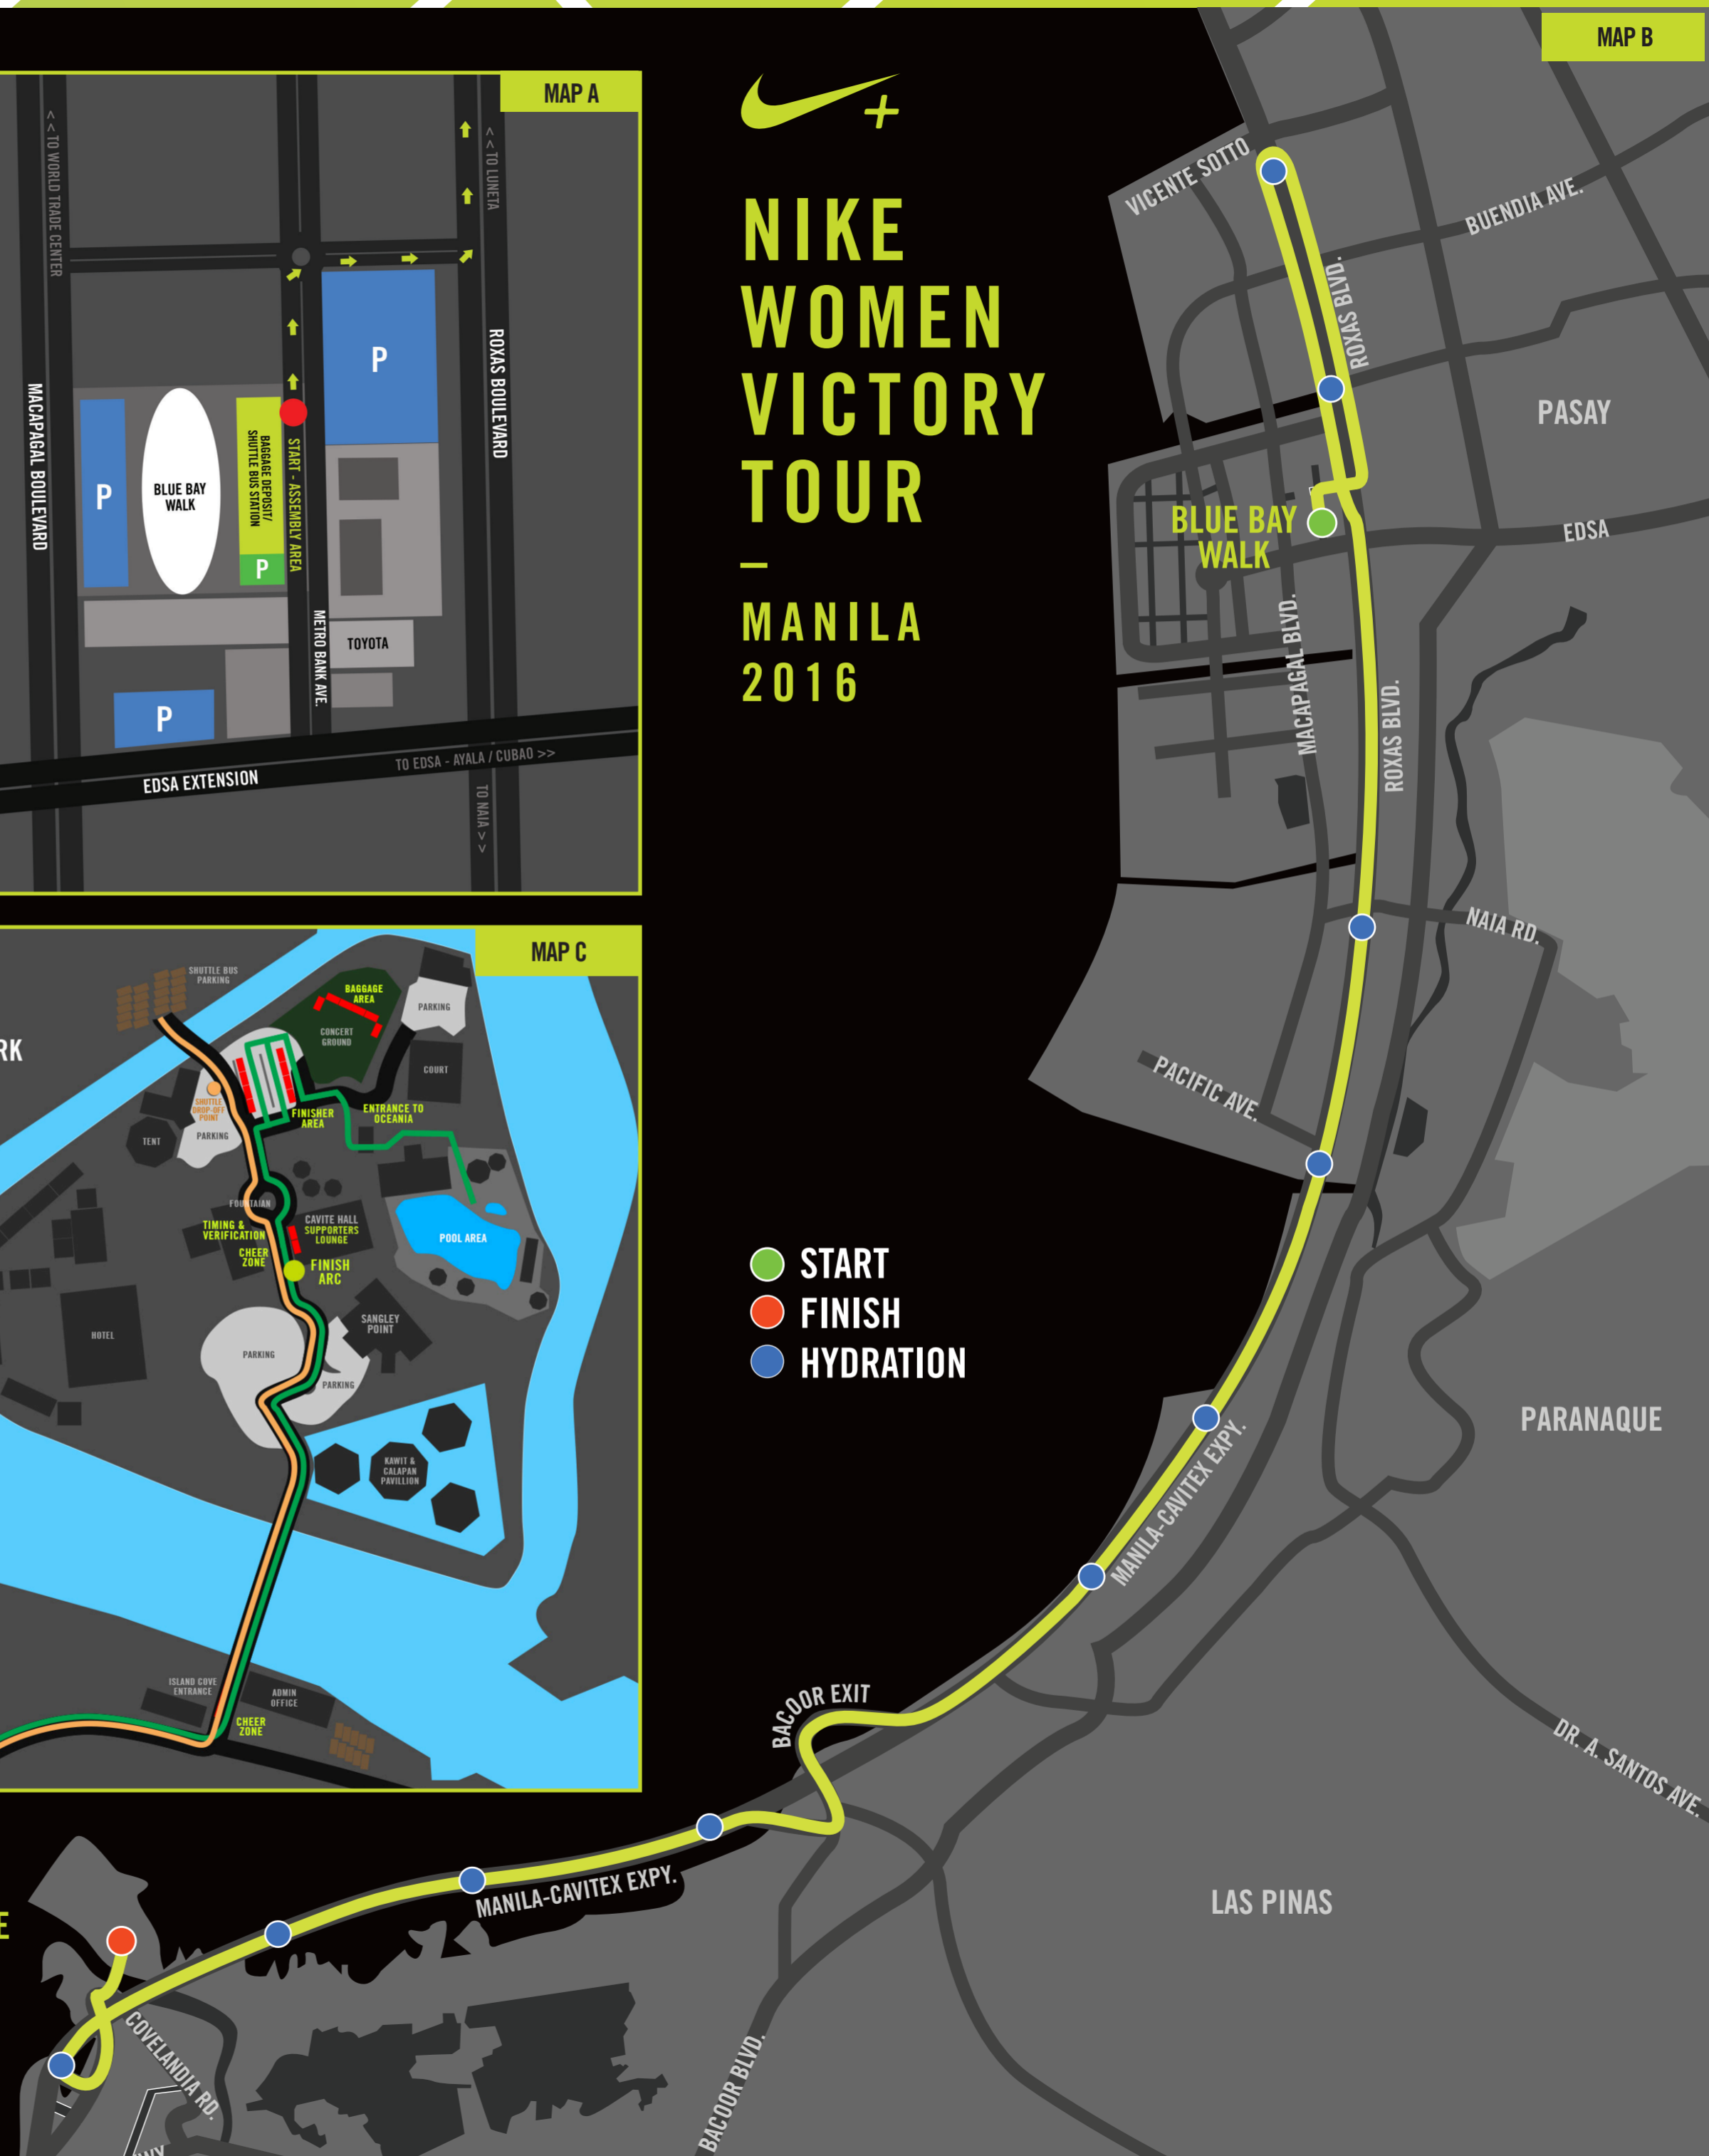 MAP B
MAP A
< < TO WORLD TRADE CENTER
< < TO LUNETA
MACAPAGAL BOULEVARD
ROXAS BOULEVARD
P
P
BLUE BAY
WALK
BAGGAGE DEPOSIT/
SHUTTLE BUS STATION
P
START - ASSEMBLY AREA
METRO BANK AVE.
TOYOTA
P
EDSA EXTENSION
TO EDSA - AYALA / CUBAO >>
TO NAIA > >
NIKE
WOMEN
VICTORY
TOUR
–
MANILA
2016
VICENTE SOTTO
BUENDIA AVE.
ROXAS BLVD.
PASAY
BLUE BAY
WALK
EDSA
MACAPAGAL BLVD.
ROXAS BLVD.
NAIA RD.
PACIFIC AVE.
START
FINISH
HYDRATION
MANILA-CAVITEX EXPY.
PARANAQUE
BACOOR EXIT
DR. A. SANTOS AVE.
MANILA-CAVITEX EXPY.
LAS PINAS
COVELANDIA RD.
BACOOR BLVD.
MAP C
RK
SHUTTLE BUS
PARKING
BAGGAGE
AREA
CONCERT
GROUND
PARKING
COURT
SHUTTLE
DROP-OFF
POINT
PARKING
TENT
FINISHER
AREA
ENTRANCE TO
OCEANIA
FOUNTAIAN
TIMING &
VERIFICATION
CHEER
ZONE
CAVITE HALL
SUPPORTERS
LOUNGE
FINISH
ARC
POOL AREA
HOTEL
PARKING
SANGLEY
POINT
PARKING
KAWIT &
CALAPAN
PAVILLION
ISLAND COVE
ENTRANCE
ADMIN
OFFICE
CHEER
ZONE
E